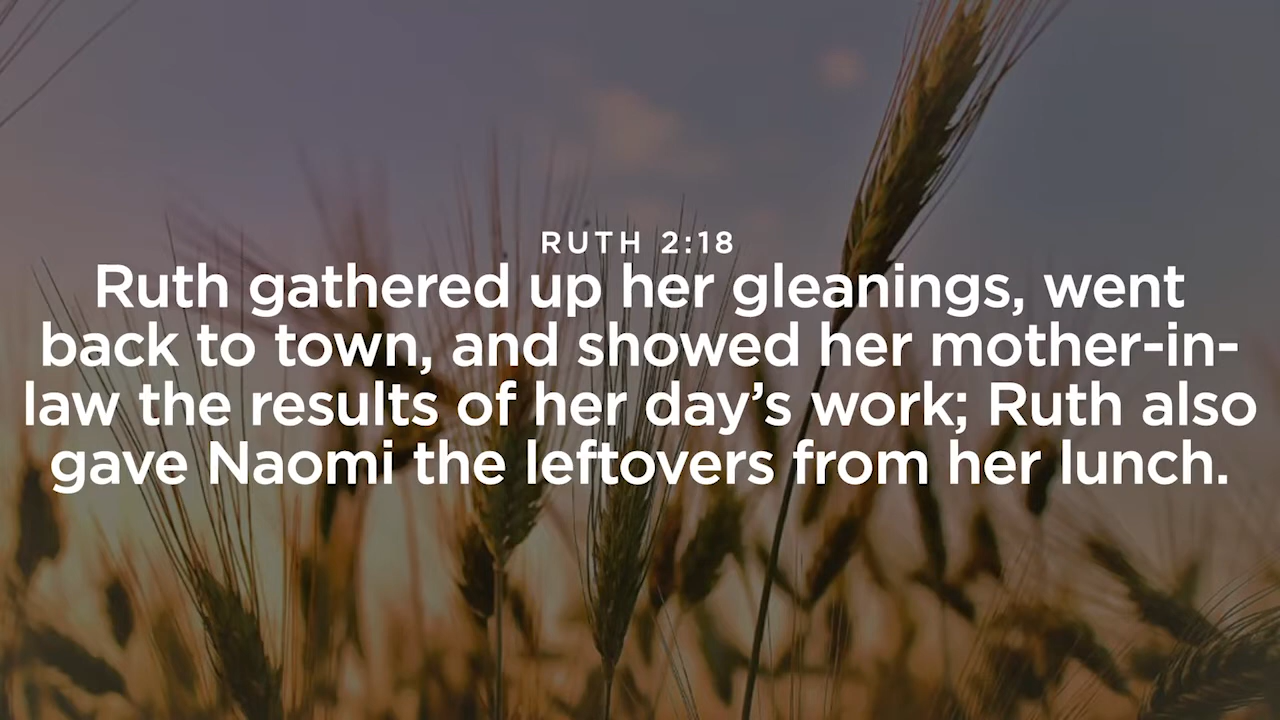 RUTH 2:18
Ruth gathered up her gleanings, went
back to town, and showed her mother-in-
law the results of her day’s work; Ruth also
gave Naomi the leftovers from her lunch.